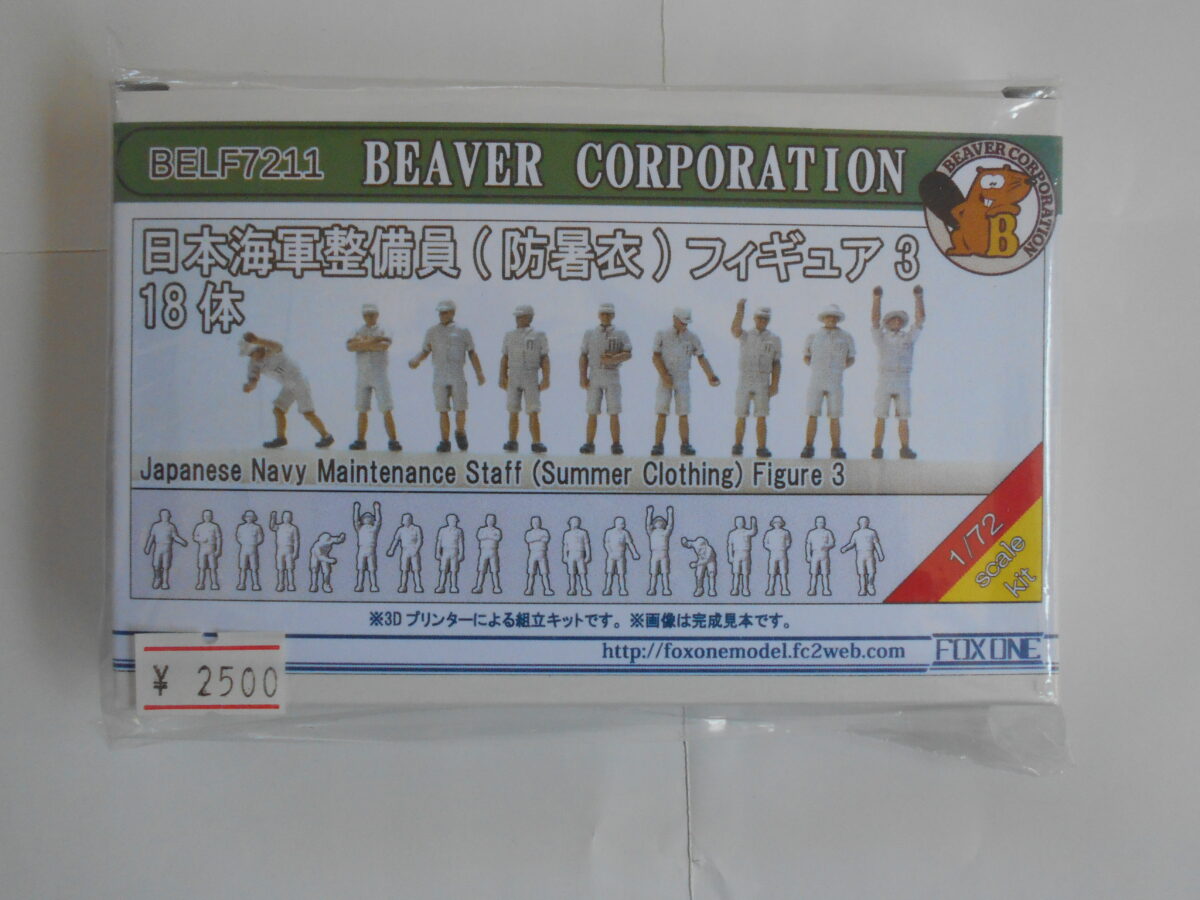 BELF7211 BEAVER CORPORATION
BEAVER CORPORATION
B
日本海軍整備員(防暑衣)フィギュア3
18体
Japanese Navy Maintenance Staff (Summer Clothing) Figure 3
1/72
scale
kit
※3Dプリンターによる組立キットです。※画像は完成見本です。
http://foxonemodel.fc2web.com FOX ONE
¥ 2500